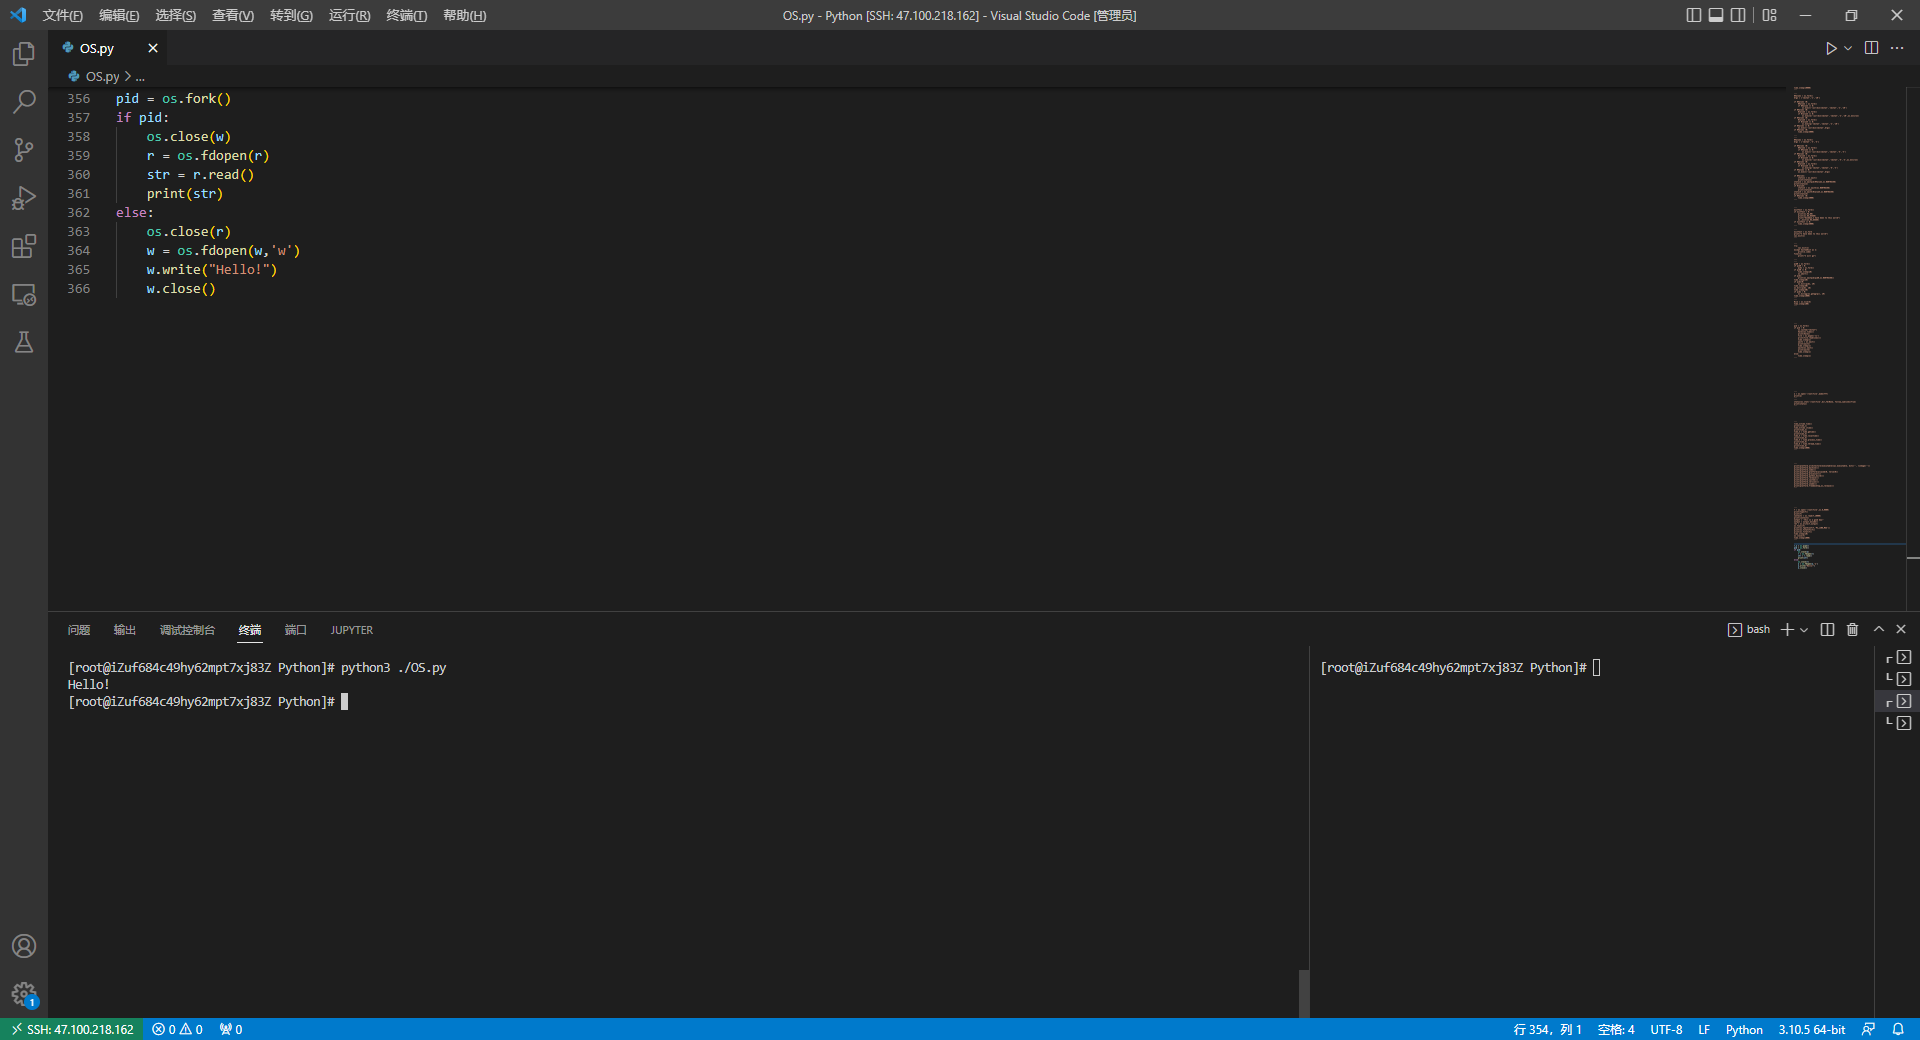 文件(F) 编辑(E) 选择(S) 查看(V) 转到(G) 运行(R) 终端(T) 帮助(H)
OS.py - Python [SSH: 47.100.218.162] - Visual Studio Code [管理员]
OS.py
OS.py > ...
356 pid = os.fork()
357 if pid:
358     os.close(w)
359     r = os.fdopen(r)
360     str = r.read()
361     print(str)
362 else:
363     os.close(r)
364     w = os.fdopen(w,'w')
365     w.write("Hello!")
366     w.close()
问题 输出 调试控制台 终端 端口 JUPYTER
bash
[root@iZuf684c49hy62mpt7xj83Z Python]# python3 ./OS.py
Hello!
[root@iZuf684c49hy62mpt7xj83Z Python]#
[root@iZuf684c49hy62mpt7xj83Z Python]#
1
SSH: 47.100.218.162 0 0 0
行 354，列 1 空格: 4 UTF-8 LF Python 3.10.5 64-bit